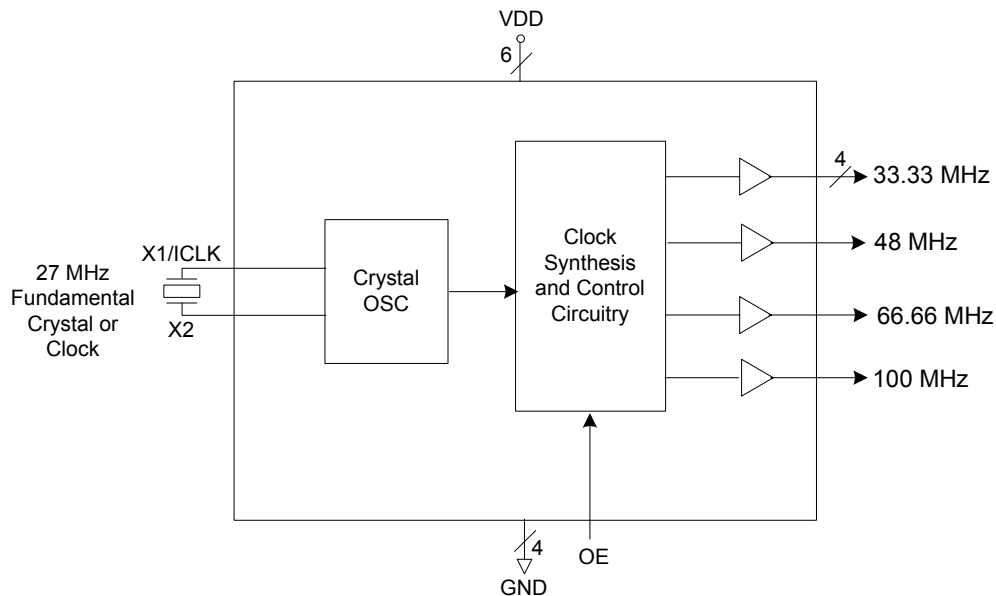 VDD
6
4
33.33 MHz
X1/ICLK
27 MHz
Fundamental
Crystal or
Clock
X2
Crystal
OSC
Clock
Synthesis
and Control
Circuitry
48 MHz
66.66 MHz
100 MHz
4
OE
GND